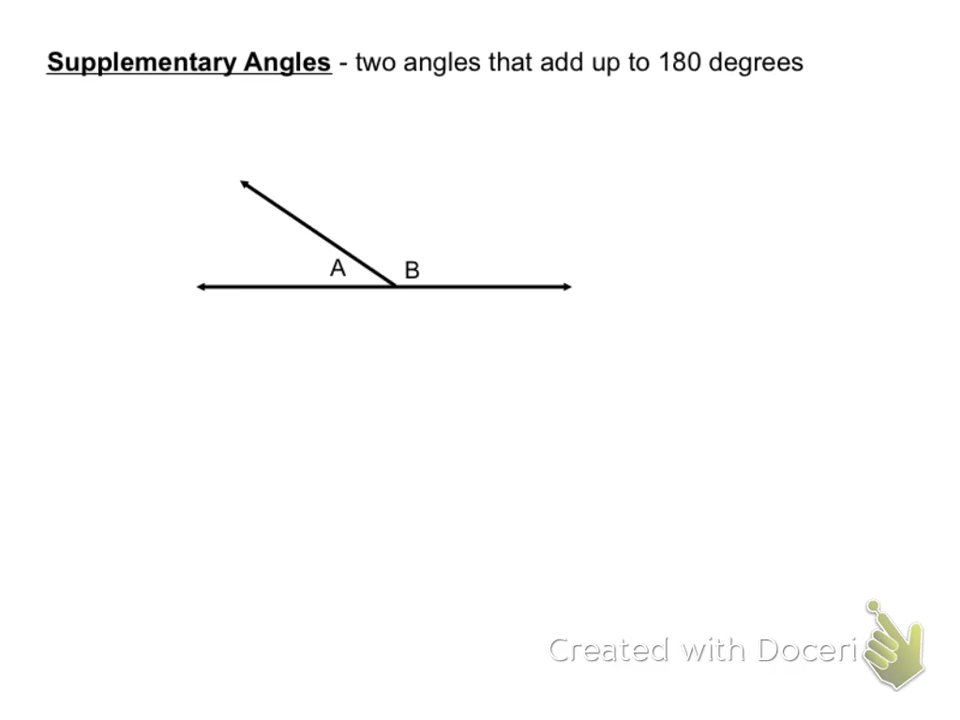 Supplementary Angles - two angles that add up to 180 degrees
A B
Created with Doceri